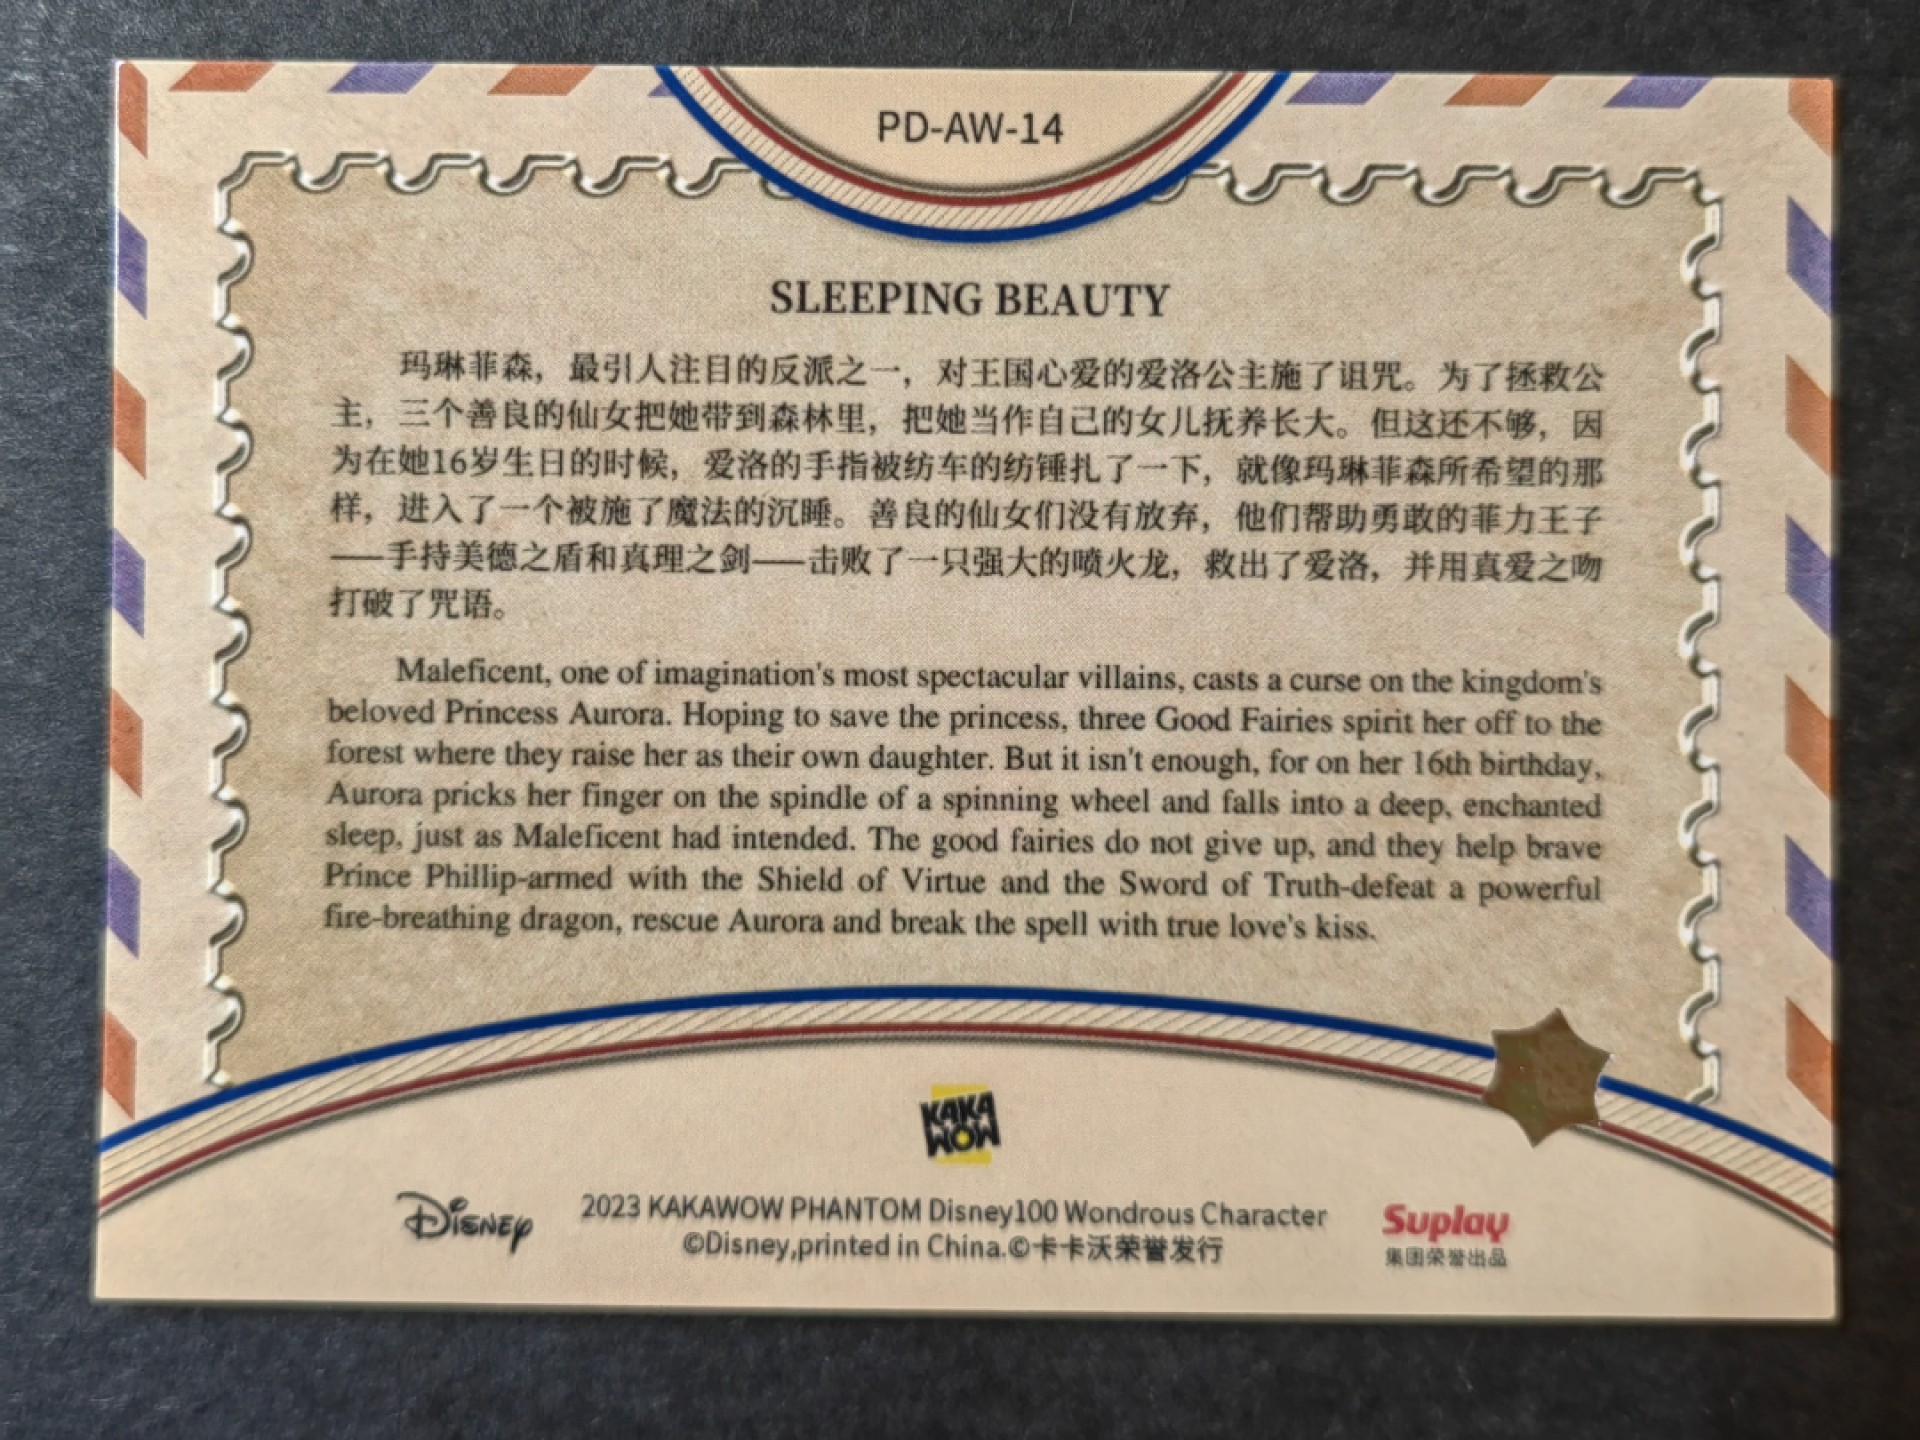 PD-AW-14
SLEEPING BEAUTY
玛琳菲森，最引人注目的反派之一，对王国心爱的爱洛公主施了诅咒。为了拯救公
主，三个善良的仙女把她带到森林里，把她当作自己的女儿抚养长大。但这还不够，因
为在她16岁生日的时候，爱洛的手指被纺车的纺锤扎了一下，就像玛琳菲森所希望的那
样，进入了一个被施了魔法的沉睡。善良的仙女们没有放弃，他们帮助勇敢的菲力王子
——手持美德之盾和真理之剑——击败了一只强大的喷火龙，救出了爱洛，并用真爱之吻
打破了咒语。
Maleficent, one of imagination's most spectacular villains, casts a curse on the kingdom's
beloved Princess Aurora. Hoping to save the princess, three Good Fairies spirit her off to the
forest where they raise her as their own daughter. But it isn't enough, for on her 16th birthday,
Aurora pricks her finger on the spindle of a spinning wheel and falls into a deep, enchanted
sleep, just as Maleficent had intended. The good fairies do not give up, and they help brave
Prince Phillip-armed with the Shield of Virtue and the Sword of Truth-defeat a powerful
fire-breathing dragon, rescue Aurora and break the spell with true love's kiss.
KAKA
WOW
Disney
2023 KAKAWOW PHANTOM Disney100 Wondrous Character
©Disney,printed in China.©卡卡沃荣誉发行
Suplay
集团荣誉出品